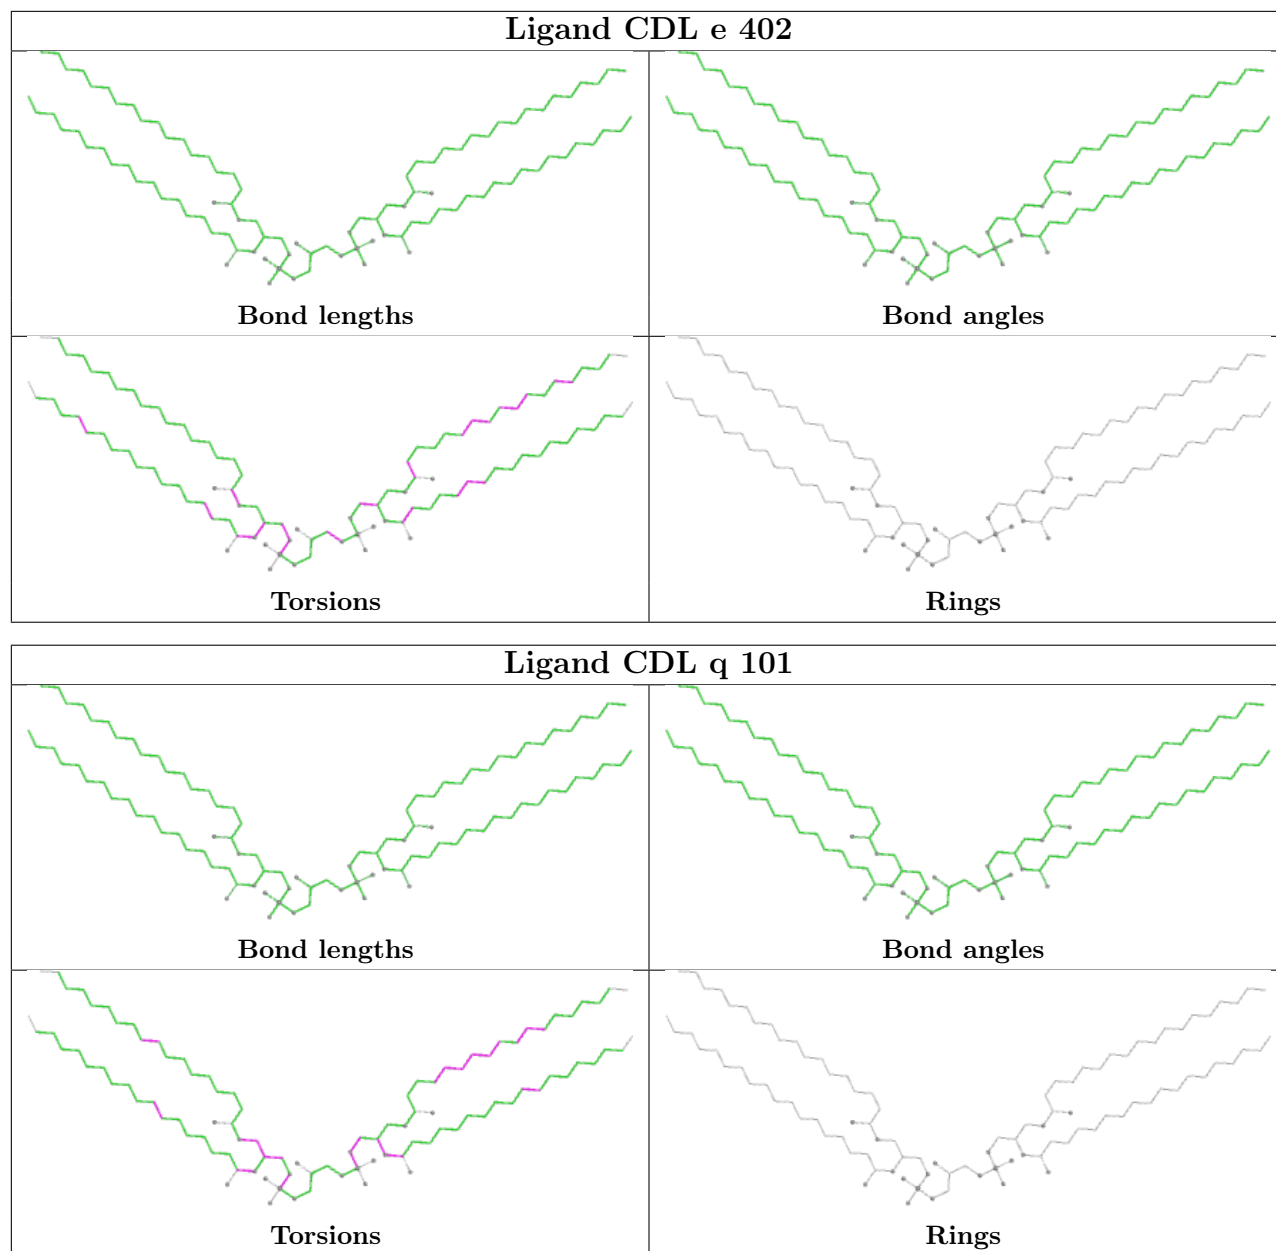 Ligand CDL e 402
Bond lengths
Bond angles
Torsions
Rings
Ligand CDL q 101
Bond lengths
Bond angles
Torsions
Rings